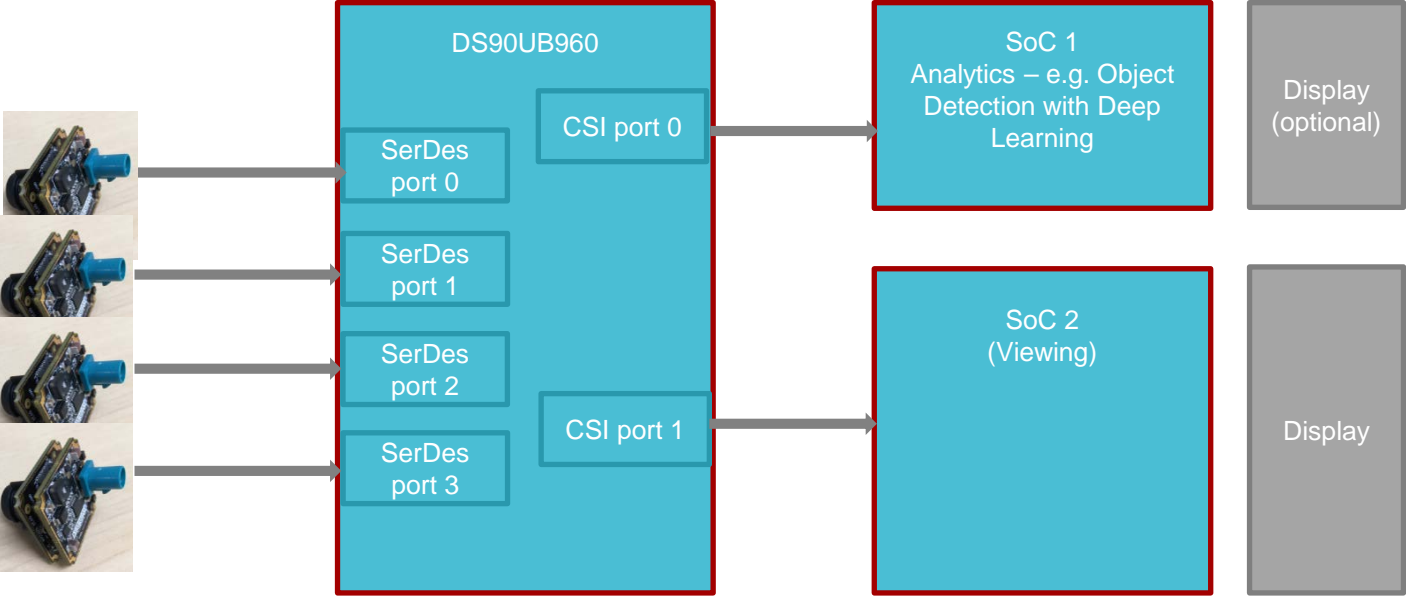 DS90UB960
SerDes
port 0
SerDes
port 1
SerDes
port 2
SerDes
port 3
CSI port 0
CSI port 1
SoC 1
Analytics – e.g. Object
Detection with Deep
Learning
SoC 2
(Viewing)
Display
(optional)
Display